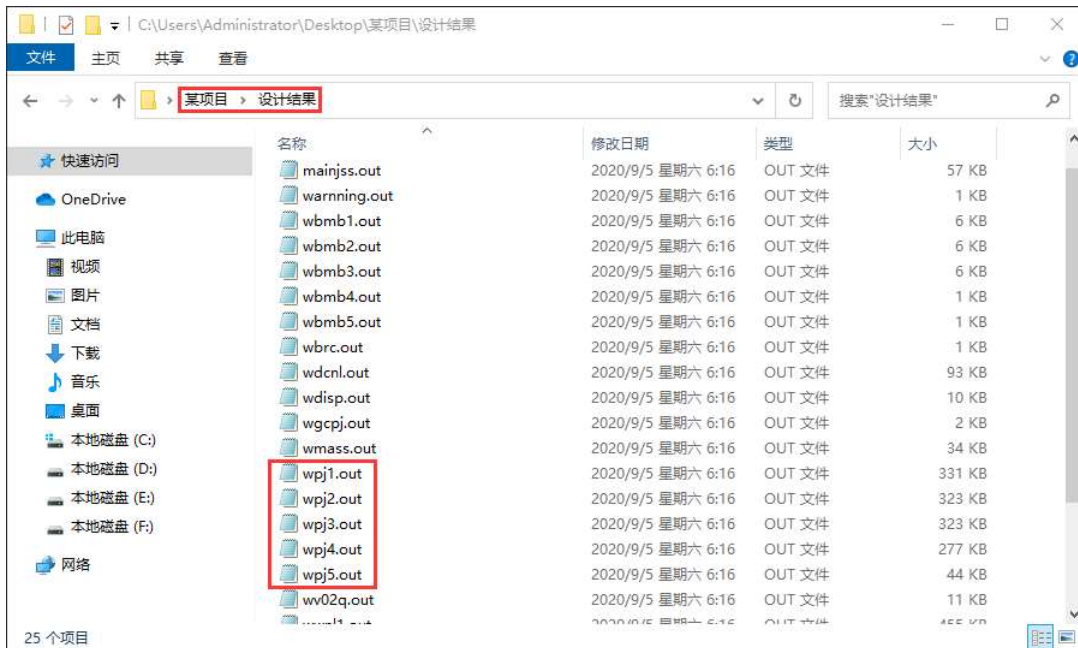 C:\Users\Administrator\Desktop\某项目\设计结果
文件 主页 共享 查看
某项目 › 设计结果 搜索"设计结果"
名称 修改日期 类型 大小
快速访问
OneDrive
此电脑
视频
图片
文档
下载
音乐
桌面
本地磁盘 (C:)
本地磁盘 (D:)
本地磁盘 (E:)
本地磁盘 (F:)
网络
mainjss.out 2020/9/5 星期六 6:16 OUT 文件 57 KB
warnning.out 2020/9/5 星期六 6:16 OUT 文件 1 KB
wbmb1.out 2020/9/5 星期六 6:16 OUT 文件 6 KB
wbmb2.out 2020/9/5 星期六 6:16 OUT 文件 6 KB
wbmb3.out 2020/9/5 星期六 6:16 OUT 文件 6 KB
wbmb4.out 2020/9/5 星期六 6:16 OUT 文件 1 KB
wbmb5.out 2020/9/5 星期六 6:16 OUT 文件 1 KB
wbrc.out 2020/9/5 星期六 6:16 OUT 文件 1 KB
wdcnl.out 2020/9/5 星期六 6:16 OUT 文件 93 KB
wdisp.out 2020/9/5 星期六 6:16 OUT 文件 10 KB
wgcpj.out 2020/9/5 星期六 6:16 OUT 文件 2 KB
wmass.out 2020/9/5 星期六 6:16 OUT 文件 34 KB
wpj1.out 2020/9/5 星期六 6:16 OUT 文件 331 KB
wpj2.out 2020/9/5 星期六 6:16 OUT 文件 323 KB
wpj3.out 2020/9/5 星期六 6:16 OUT 文件 323 KB
wpj4.out 2020/9/5 星期六 6:16 OUT 文件 277 KB
wpj5.out 2020/9/5 星期六 6:16 OUT 文件 44 KB
wv02q.out 2020/9/5 星期六 6:16 OUT 文件 11 KB
25 个项目